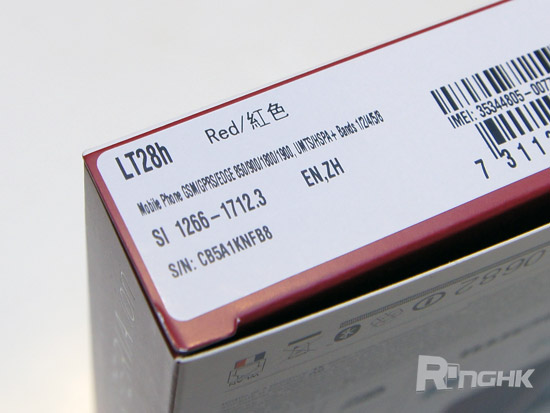 LT28h Red/紅色
Mobile Phone GSM/GPRS/EDGE 850/900/1800/1900, UMTS/HSPA+ Bands 1/2/4/5/8
SI 1266-1712.3 EN,ZH
S/N: CB5A1KNFB8
IMEI: 35344805-007
7 311
0682
RingHK